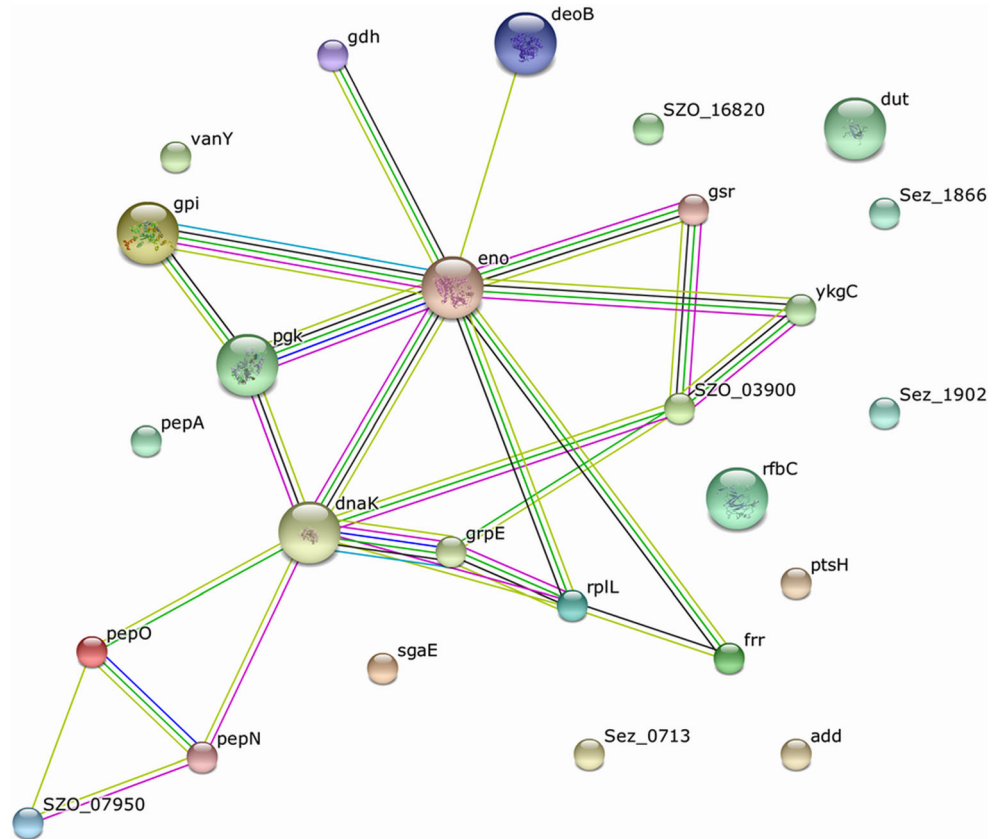 deoB
gdh
dut
SZO_16820
vanY
Sez_1866
gsr
gpi
eno
ykgC
pgk
SZO_03900
Sez_1902
pepA
rfbC
dnaK
grpE
ptsH
rplL
pepO
frr
sgaE
Sez_0713
add
pepN
SZO_07950